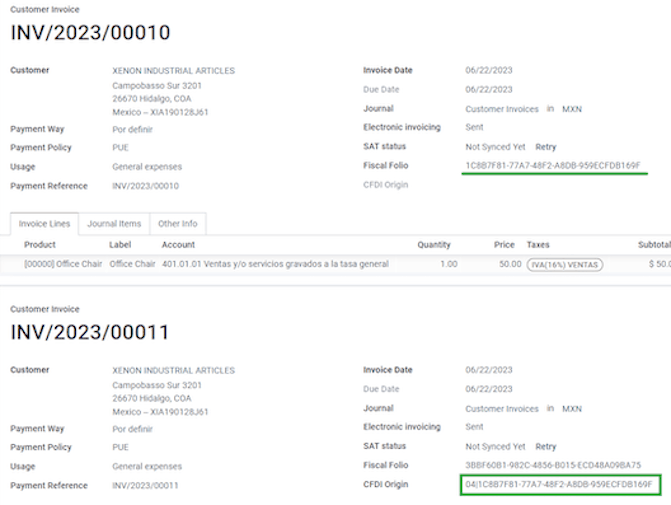 Customer Invoice
INV/2023/00010
Customer XENON INDUSTRIAL ARTICLES Invoice Date 06/22/2023
Campobasso Sur 3201 Due Date 06/22/2023
26670 Hidalgo, COA
Mexico – XIA190128J61 Journal Customer Invoices in MXN
Payment Way Por definir Electronic invoicing Sent
Payment Policy PUE SAT status Not Synced Yet Retry
Usage General expenses Fiscal Folio 1C8B7F81-77A7-48F2-A8DB-959ECFDB169F
Payment Reference INV/2023/00010 CFDI Origin
Invoice Lines Journal Items Other Info
Product Label Account Quantity Price Taxes Subtotal
[00000] Office Chair Office Chair 401.01.01 Ventas y/o servicios gravados a la tasa general 1.00 50.00 IVA(16%) VENTAS $ 50.0
Customer Invoice
INV/2023/00011
Customer XENON INDUSTRIAL ARTICLES Invoice Date 06/22/2023
Campobasso Sur 3201 Due Date 06/22/2023
26670 Hidalgo, COA
Mexico – XIA190128J61 Journal Customer Invoices in MXN
Payment Way Por definir Electronic invoicing Sent
Payment Policy PUE SAT status Not Synced Yet Retry
Usage General expenses Fiscal Folio 3BBF60B1-982C-4856-B015-ECD48A09BA75
Payment Reference INV/2023/00011 CFDI Origin 04|1C8B7F81-77A7-48F2-A8DB-959ECFDB169F